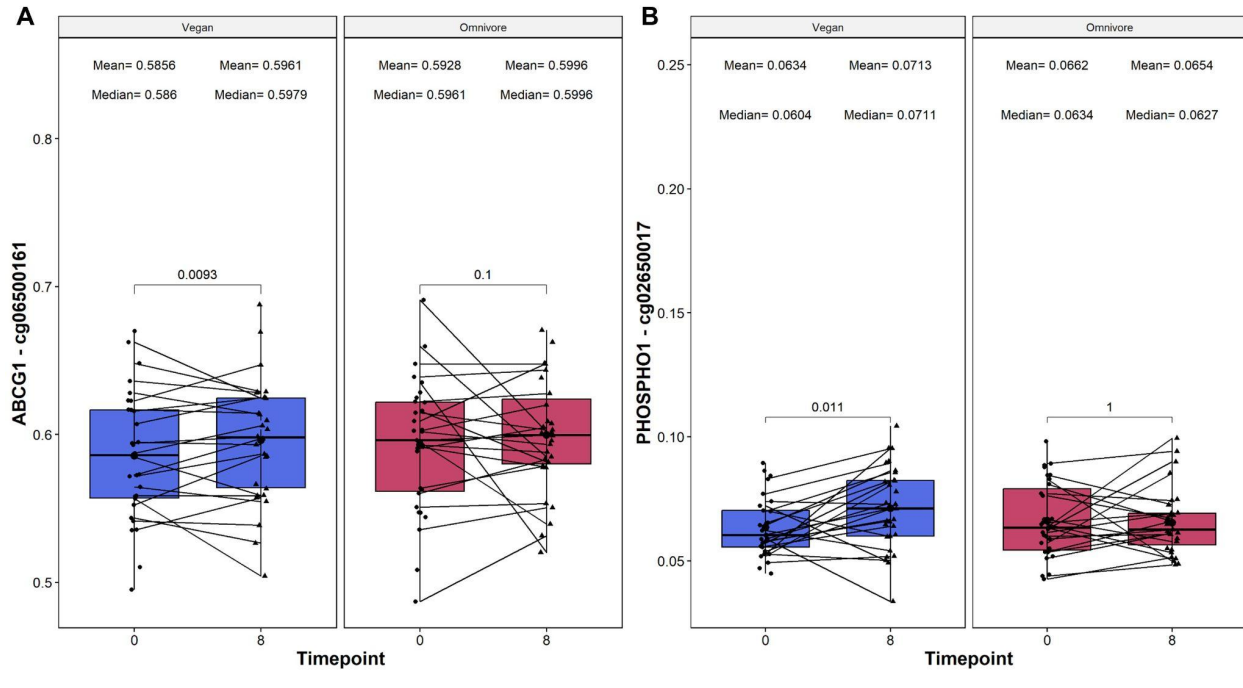 A
Vegan
Omnivore
Mean= 0.5856
Mean= 0.5961
Mean= 0.5928
Mean= 0.5996
Median= 0.586
Median= 0.5979
Median= 0.5961
Median= 0.5996
0.8
0.7
0.6
0.5
0.0093
0.1
ABCG1 - cg06500161
0
8
0
8
Timepoint
B
Vegan
Omnivore
Mean= 0.0634
Mean= 0.0713
Mean= 0.0662
Mean= 0.0654
Median= 0.0604
Median= 0.0711
Median= 0.0634
Median= 0.0627
0.25
0.20
0.15
0.10
0.05
0.011
1
PHOSPHO1 - cg02650017
0
8
0
8
Timepoint